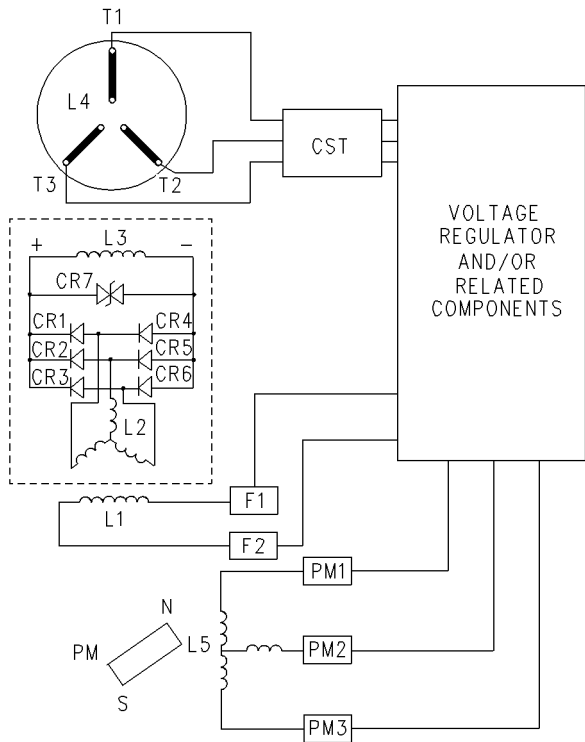 T1
L4
T3
T2
CST
VOLTAGE
REGULATOR
AND/OR
RELATED
COMPONENTS
+ L3 -
CR7
CR1 CR4
CR2 CR5
CR3 CR6
L2
L1
F1
F2
PM1
N
PM
L5
PM2
S
PM3